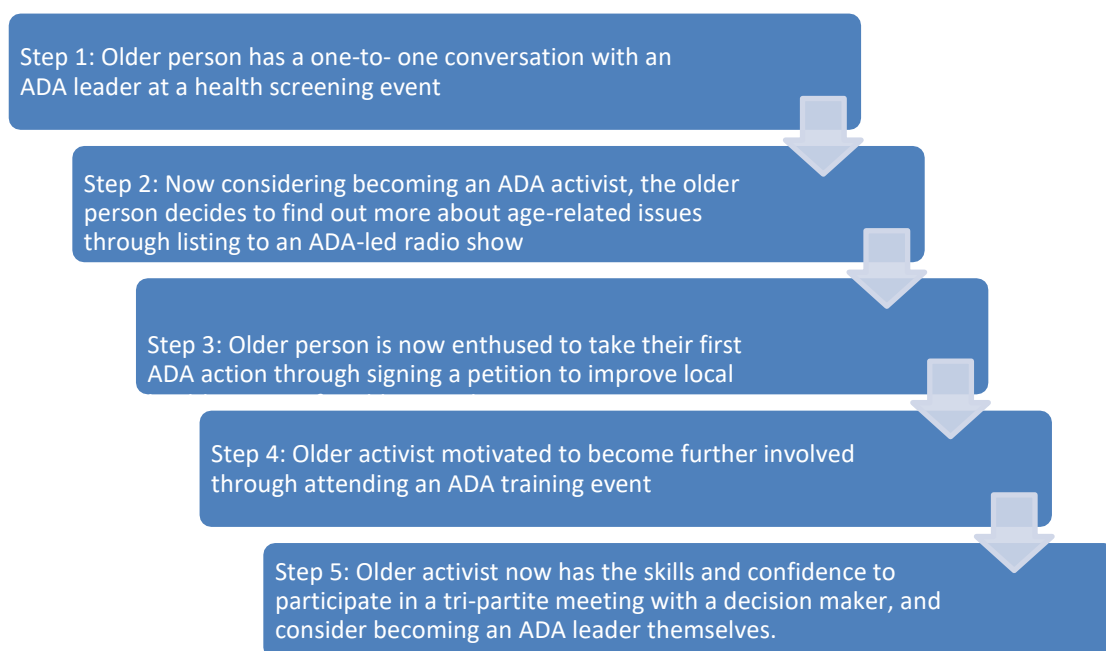 Step 1: Older person has a one-to- one conversation with an
ADA leader at a health screening event
Step 2: Now considering becoming an ADA activist, the older
person decides to find out more about age-related issues
through listing to an ADA-led radio show
Step 3: Older person is now enthused to take their first
ADA action through signing a petition to improve local
Step 4: Older activist motivated to become further involved
through attending an ADA training event
Step 5: Older activist now has the skills and confidence to
participate in a tri-partite meeting with a decision maker, and
consider becoming an ADA leader themselves.